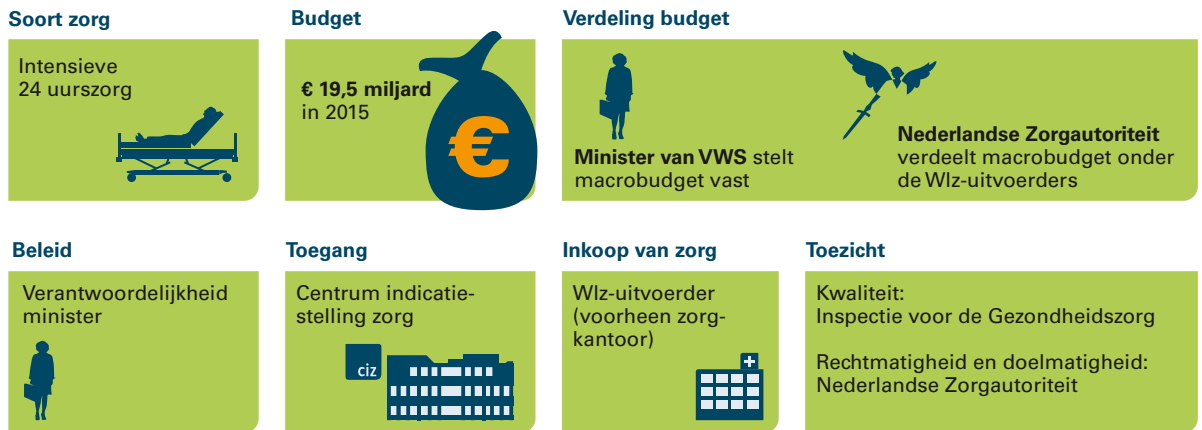 Soort zorg
Intensieve
24 uurszorg
Budget
€ 19,5 miljard
in 2015
€
Verdeling budget
Minister van VWS stelt
macrobudget vast
Nederlandse Zorgautoriteit
verdeelt macrobudget onder
de Wlz-uitvoerders
Beleid
Verantwoordelijkheid
minister
Toegang
Centrum indicatie-
stelling zorg
ciz
Inkoop van zorg
Wlz-uitvoerder
(voorheen zorg-
kantoor)
Toezicht
Kwaliteit:
Inspectie voor de Gezondheidszorg
Rechtmatigheid en doelmatigheid:
Nederlandse Zorgautoriteit